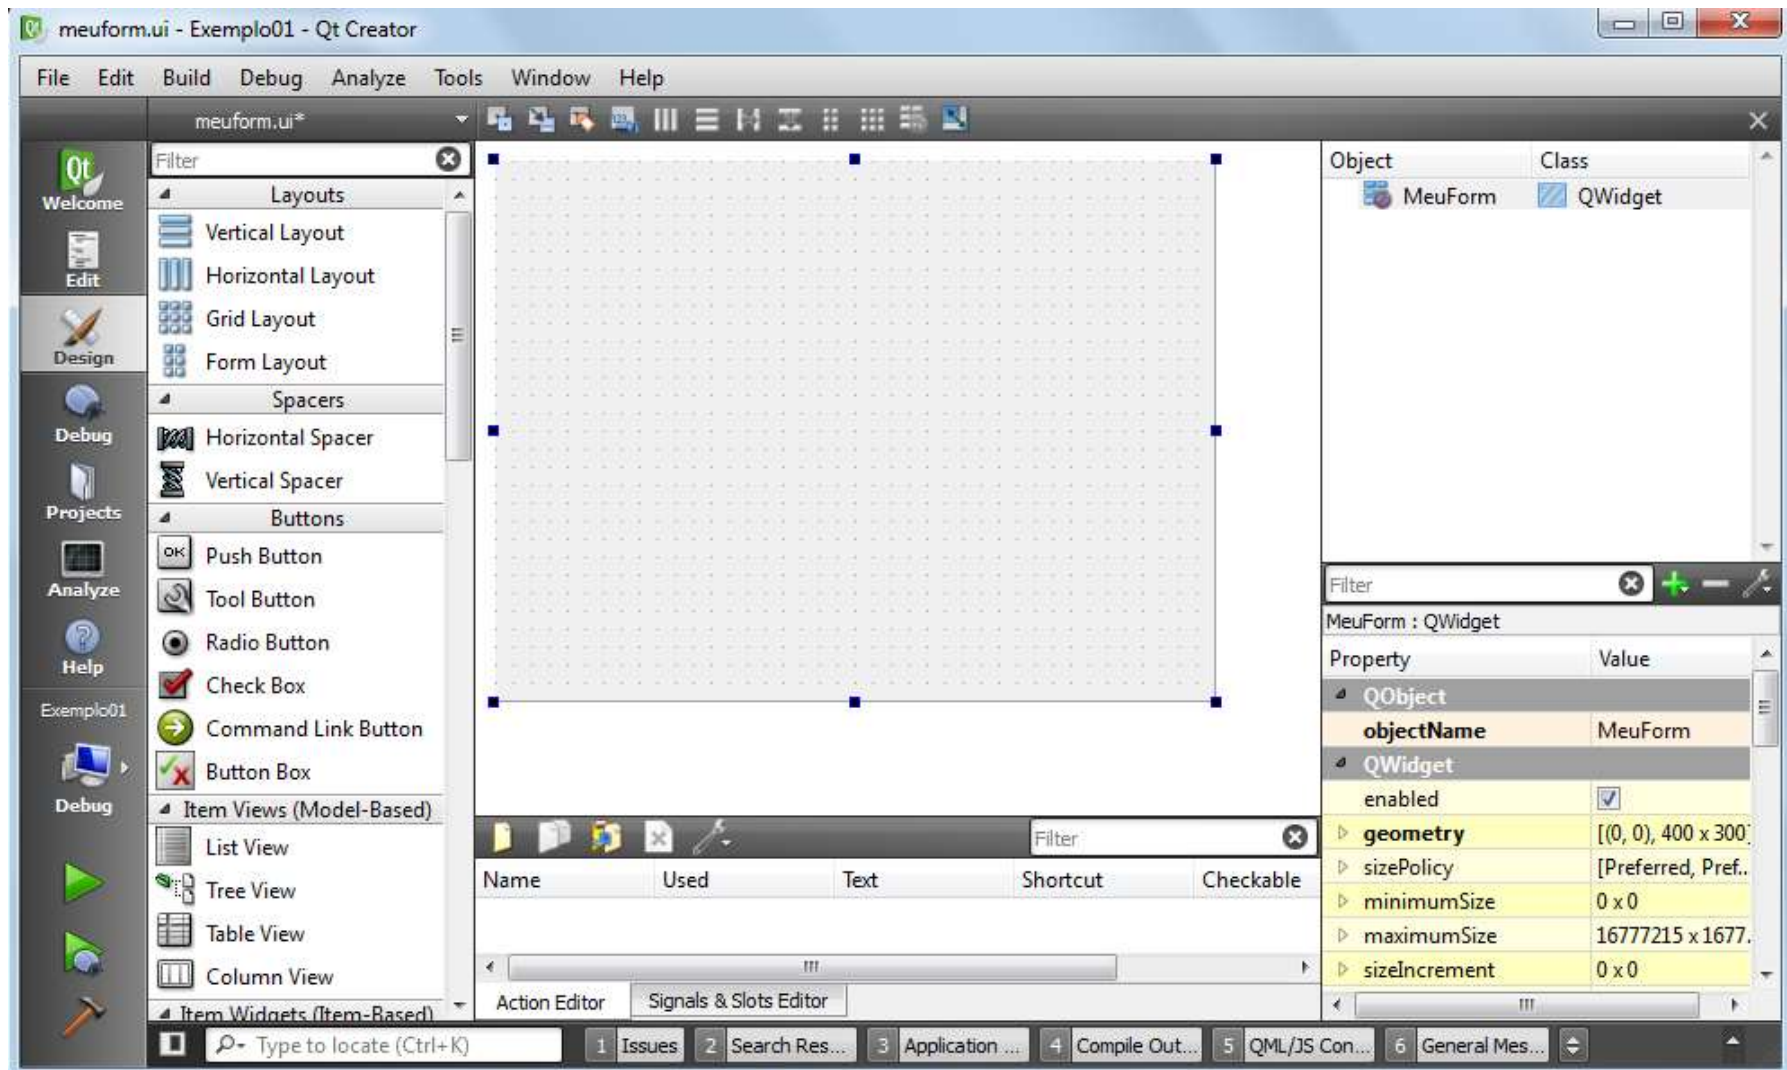 meuform.ui - Exemplo01 - Qt Creator
File Edit Build Debug Analyze Tools Window Help
meuform.ui*
Qt
Welcome
Edit
Design
Debug
Projects
Analyze
Help
Exemplo01
Debug
Filter
Layouts
Vertical Layout
Horizontal Layout
Grid Layout
Form Layout
Spacers
Horizontal Spacer
Vertical Spacer
Buttons
OK Push Button
Tool Button
Radio Button
Check Box
Command Link Button
Button Box
Item Views (Model-Based)
List View
Tree View
Table View
Column View
Item Widgets (Item-Based)
Filter
Name Used Text Shortcut Checkable
Action Editor Signals & Slots Editor
Object Class
MeuForm QWidget
Filter
MeuForm : QWidget
Property Value
QObject
objectName MeuForm
QWidget
enabled
geometry [(0, 0), 400 x 300]
sizePolicy [Preferred, Pref...
minimumSize 0 x 0
maximumSize 16777215 x 1677.
sizeIncrement 0 x 0
Type to locate (Ctrl+K) 1 Issues 2 Search Res... 3 Application ... 4 Compile Out... 5 QML/JS Con... 6 General Mes...